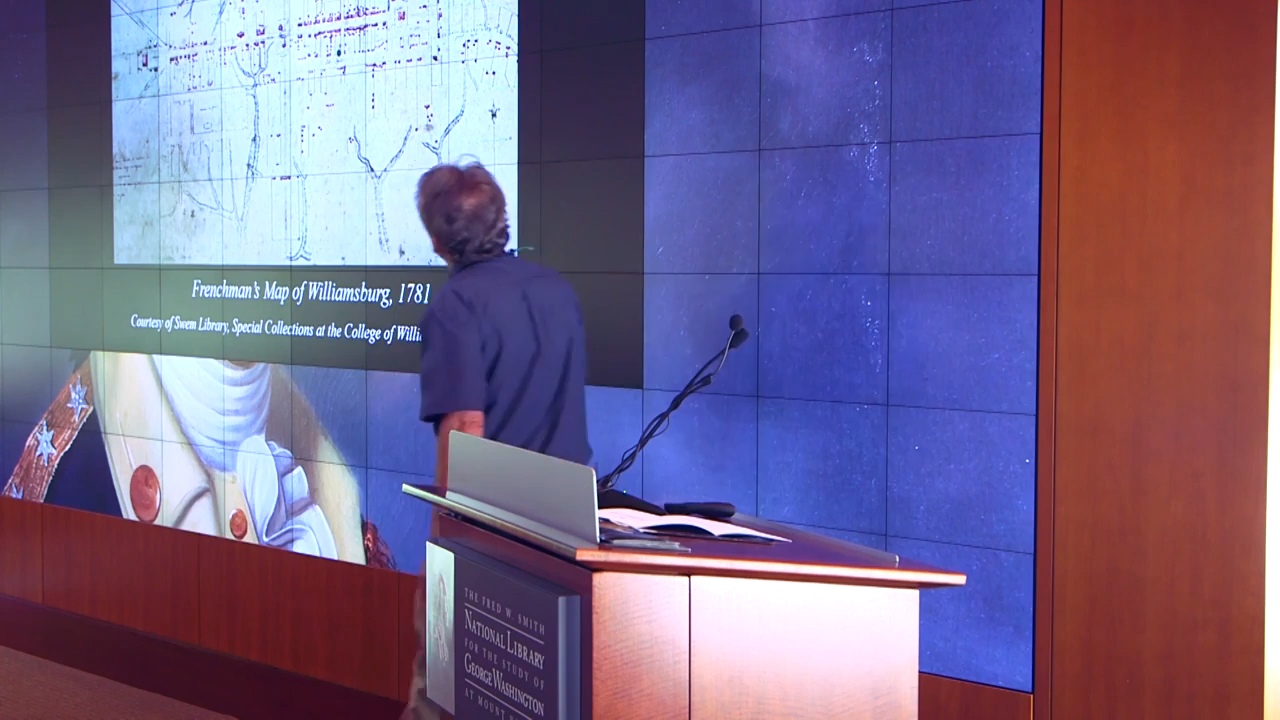 Frenchman's Map of Williamsburg, 1781
Courtesy of Swem Library, Special Collections at the College of
THE FRED W. SMITH
NATIONAL LIBRARY
FOR THE STUDY OF
GEORGE WASHINGTON
AT MOUNT